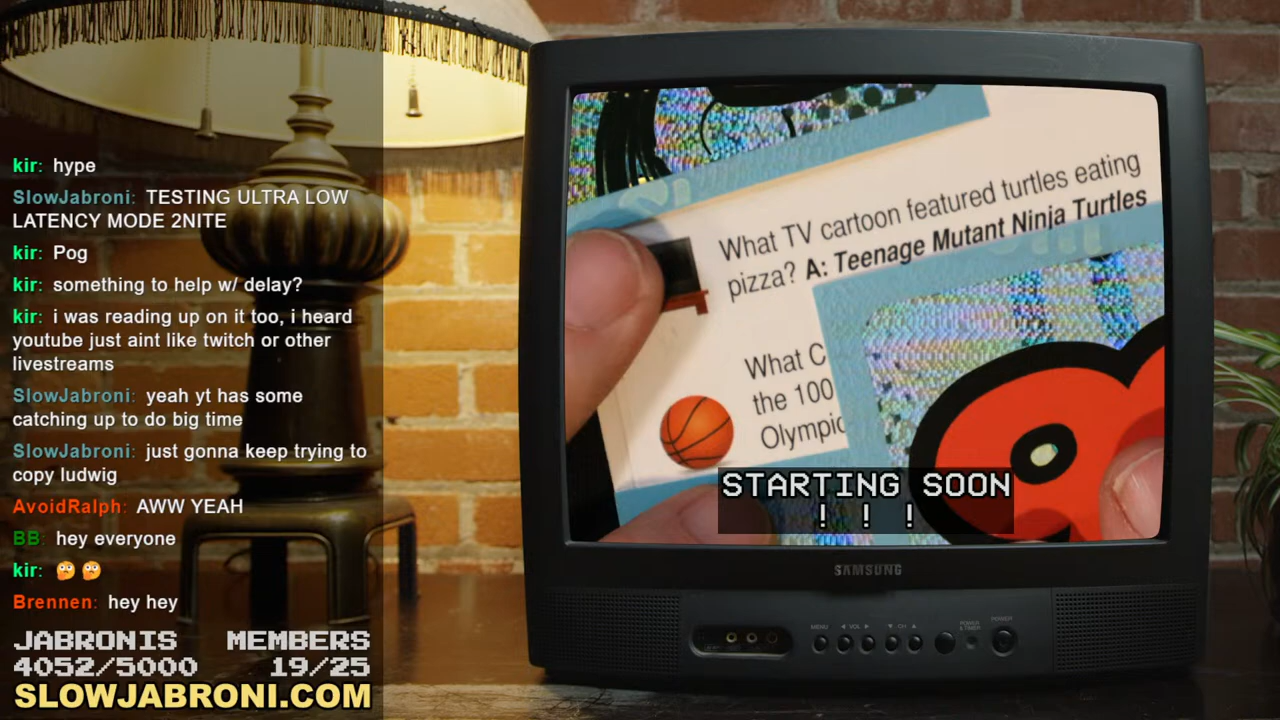 kir: hype
SlowJabroni: TESTING ULTRA LOW
LATENCY MODE 2NITE
kir: Pog
kir: something to help w/ delay?
kir: i was reading up on it too, i heard
youtube just aint like twitch or other
livestreams
SlowJabroni: yeah yt has some
catching up to do big time
SlowJabroni: just gonna keep trying to
copy ludwig
AvoidRalph: AWW YEAH
BB: hey everyone
kir: 🫠🫠
Brennen: hey hey
JABRONIS MEMBERS
4052/5000 19/25
SLOWJABRONI.COM
What TV cartoon featured turtles eating
pizza? A: Teenage Mutant Ninja Turtles
What C
the 100
Olympic
STARTING SOON
! ! !
SAMSUNG
MENU ◄ VOL ► ▼ CH ▲ POWER